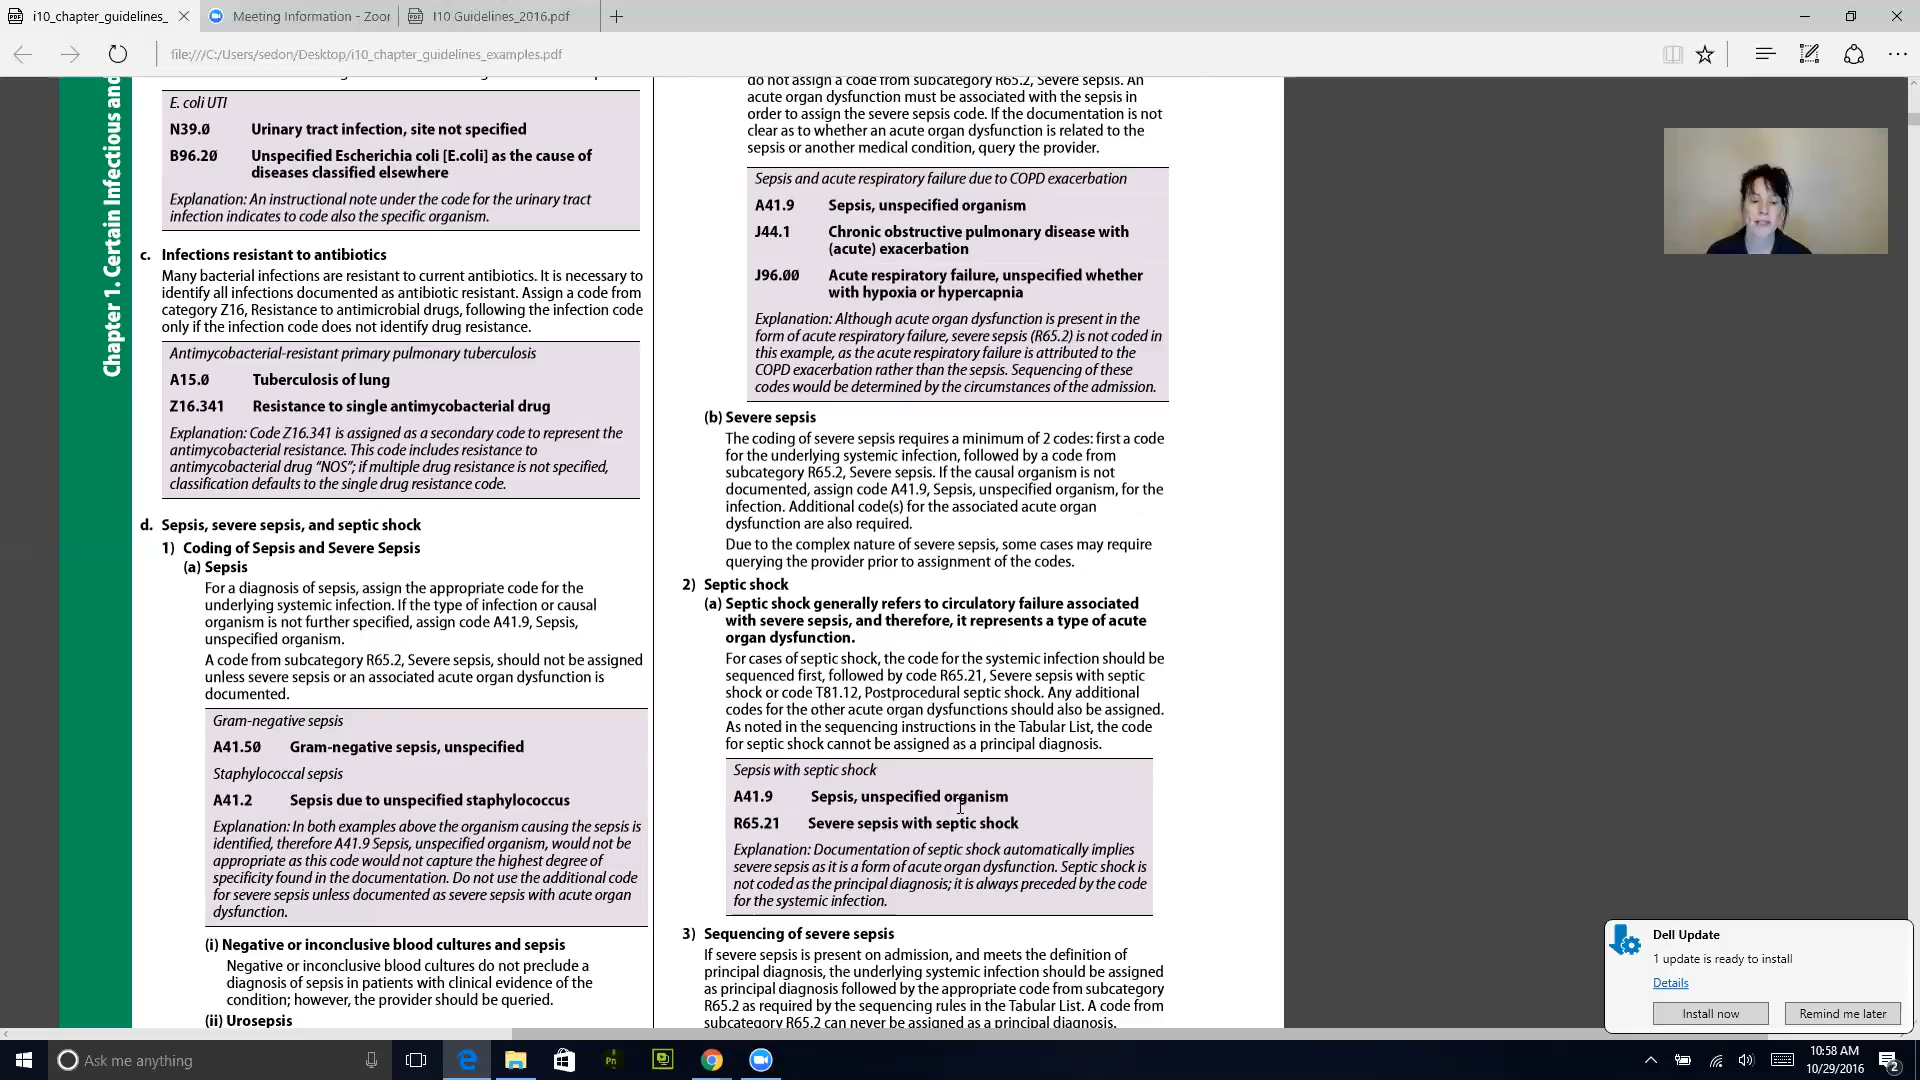 i10_chapter_guidelines_
Meeting Information - Zoor
I10 Guidelines_2016.pdf
file:///C:/Users/sedon/Desktop/i10_chapter_guidelines_examples.pdf
Chapter 1. Certain Infectious and
E. coli UTI
N39.0 Urinary tract infection, site not specified
B96.20 Unspecified Escherichia coli [E.coli] as the cause of
diseases classified elsewhere
Explanation: An instructional note under the code for the urinary tract
infection indicates to code also the specific organism.
c. Infections resistant to antibiotics
Many bacterial infections are resistant to current antibiotics. It is necessary to
identify all infections documented as antibiotic resistant. Assign a code from
category Z16, Resistance to antimicrobial drugs, following the infection code
only if the infection code does not identify drug resistance.
Antimycobacterial-resistant primary pulmonary tuberculosis
A15.0 Tuberculosis of lung
Z16.341 Resistance to single antimycobacterial drug
Explanation: Code Z16.341 is assigned as a secondary code to represent the
antimycobacterial resistance. This code includes resistance to
antimycobacterial drug “NOS”; if multiple drug resistance is not specified,
classification defaults to the single drug resistance code.
d. Sepsis, severe sepsis, and septic shock
1) Coding of Sepsis and Severe Sepsis
(a) Sepsis
For a diagnosis of sepsis, assign the appropriate code for the
underlying systemic infection. If the type of infection or causal
organism is not further specified, assign code A41.9, Sepsis,
unspecified organism.
A code from subcategory R65.2, Severe sepsis, should not be assigned
unless severe sepsis or an associated acute organ dysfunction is
documented.
Gram-negative sepsis
A41.50 Gram-negative sepsis, unspecified
Staphylococcal sepsis
A41.2 Sepsis due to unspecified staphylococcus
Explanation: In both examples above the organism causing the sepsis is
identified, therefore A41.9 Sepsis, unspecified organism, would not be
appropriate as this code would not capture the highest degree of
specificity found in the documentation. Do not use the additional code
for severe sepsis unless documented as severe sepsis with acute organ
dysfunction.
(i) Negative or inconclusive blood cultures and sepsis
Negative or inconclusive blood cultures do not preclude a
diagnosis of sepsis in patients with clinical evidence of the
condition; however, the provider should be queried.
(ii) Urosepsis
do not assign a code from subcategory R65.2, Severe sepsis. An
acute organ dysfunction must be associated with the sepsis in
order to assign the severe sepsis code. If the documentation is not
clear as to whether an acute organ dysfunction is related to the
sepsis or another medical condition, query the provider.
Sepsis and acute respiratory failure due to COPD exacerbation
A41.9 Sepsis, unspecified organism
J44.1 Chronic obstructive pulmonary disease with
(acute) exacerbation
J96.00 Acute respiratory failure, unspecified whether
with hypoxia or hypercapnia
Explanation: Although acute organ dysfunction is present in the
form of acute respiratory failure, severe sepsis (R65.2) is not coded in
this example, as the acute respiratory failure is attributed to the
COPD exacerbation rather than the sepsis. Sequencing of these
codes would be determined by the circumstances of the admission.
(b) Severe sepsis
The coding of severe sepsis requires a minimum of 2 codes: first a code
for the underlying systemic infection, followed by a code from
subcategory R65.2, Severe sepsis. If the causal organism is not
documented, assign code A41.9, Sepsis, unspecified organism, for the
infection. Additional code(s) for the associated acute organ
dysfunction are also required.
Due to the complex nature of severe sepsis, some cases may require
querying the provider prior to assignment of the codes.
2) Septic shock
(a) Septic shock generally refers to circulatory failure associated
with severe sepsis, and therefore, it represents a type of acute
organ dysfunction.
For cases of septic shock, the code for the systemic infection should be
sequenced first, followed by code R65.21, Severe sepsis with septic
shock or code T81.12, Postprocedural septic shock. Any additional
codes for the other acute organ dysfunctions should also be assigned.
As noted in the sequencing instructions in the Tabular List, the code
for septic shock cannot be assigned as a principal diagnosis.
Sepsis with septic shock
A41.9 Sepsis, unspecified organism
R65.21 Severe sepsis with septic shock
Explanation: Documentation of septic shock automatically implies
severe sepsis as it is a form of acute organ dysfunction. Septic shock is
not coded as the principal diagnosis; it is always preceded by the code
for the systemic infection.
3) Sequencing of severe sepsis
If severe sepsis is present on admission, and meets the definition of
principal diagnosis, the underlying systemic infection should be assigned
as principal diagnosis followed by the appropriate code from subcategory
R65.2 as required by the sequencing rules in the Tabular List. A code from
subcategory R65.2 can never be assigned as a principal diagnosis.
Dell Update
1 update is ready to install
Details
Install now
Remind me later
Ask me anything
Pn
10:58 AM
10/29/2016
2